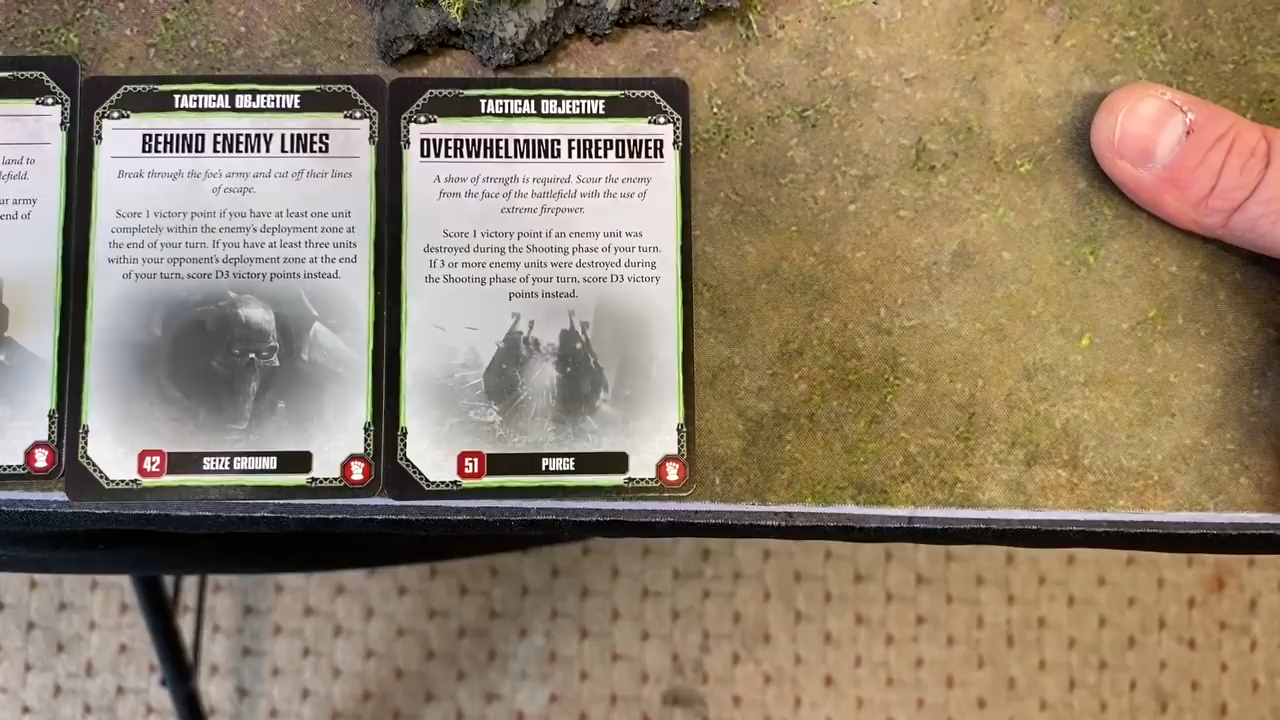 land to
lefield.
ur army
end of
TACTICAL OBJECTIVE
BEHIND ENEMY LINES
Break through the foe's army and cut off their lines
of escape.
Score 1 victory point if you have at least one unit
completely within the enemy's deployment zone at
the end of your turn. If you have at least three units
within your opponent's deployment zone at the end
of your turn, score D3 victory points instead.
42
SEIZE GROUND
TACTICAL OBJECTIVE
OVERWHELMING FIREPOWER
A show of strength is required. Scour the enemy
from the face of the battlefield with the use of
extreme firepower.
Score 1 victory point if an enemy unit was
destroyed during the Shooting phase of your turn.
If 3 or more enemy units were destroyed during
the Shooting phase of your turn, score D3 victory
points instead.
51
PURGE